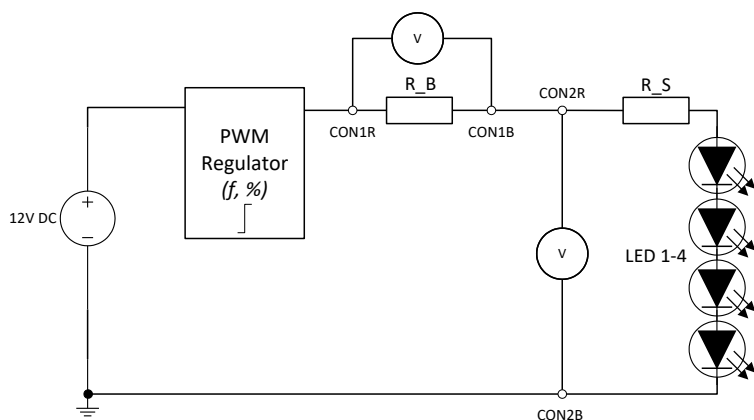 V
R_B
CON1R
CON1B
CON2R
R_S
PWM
Regulator
(f, %)
12V DC
+
−
V
LED 1-4
CON2B